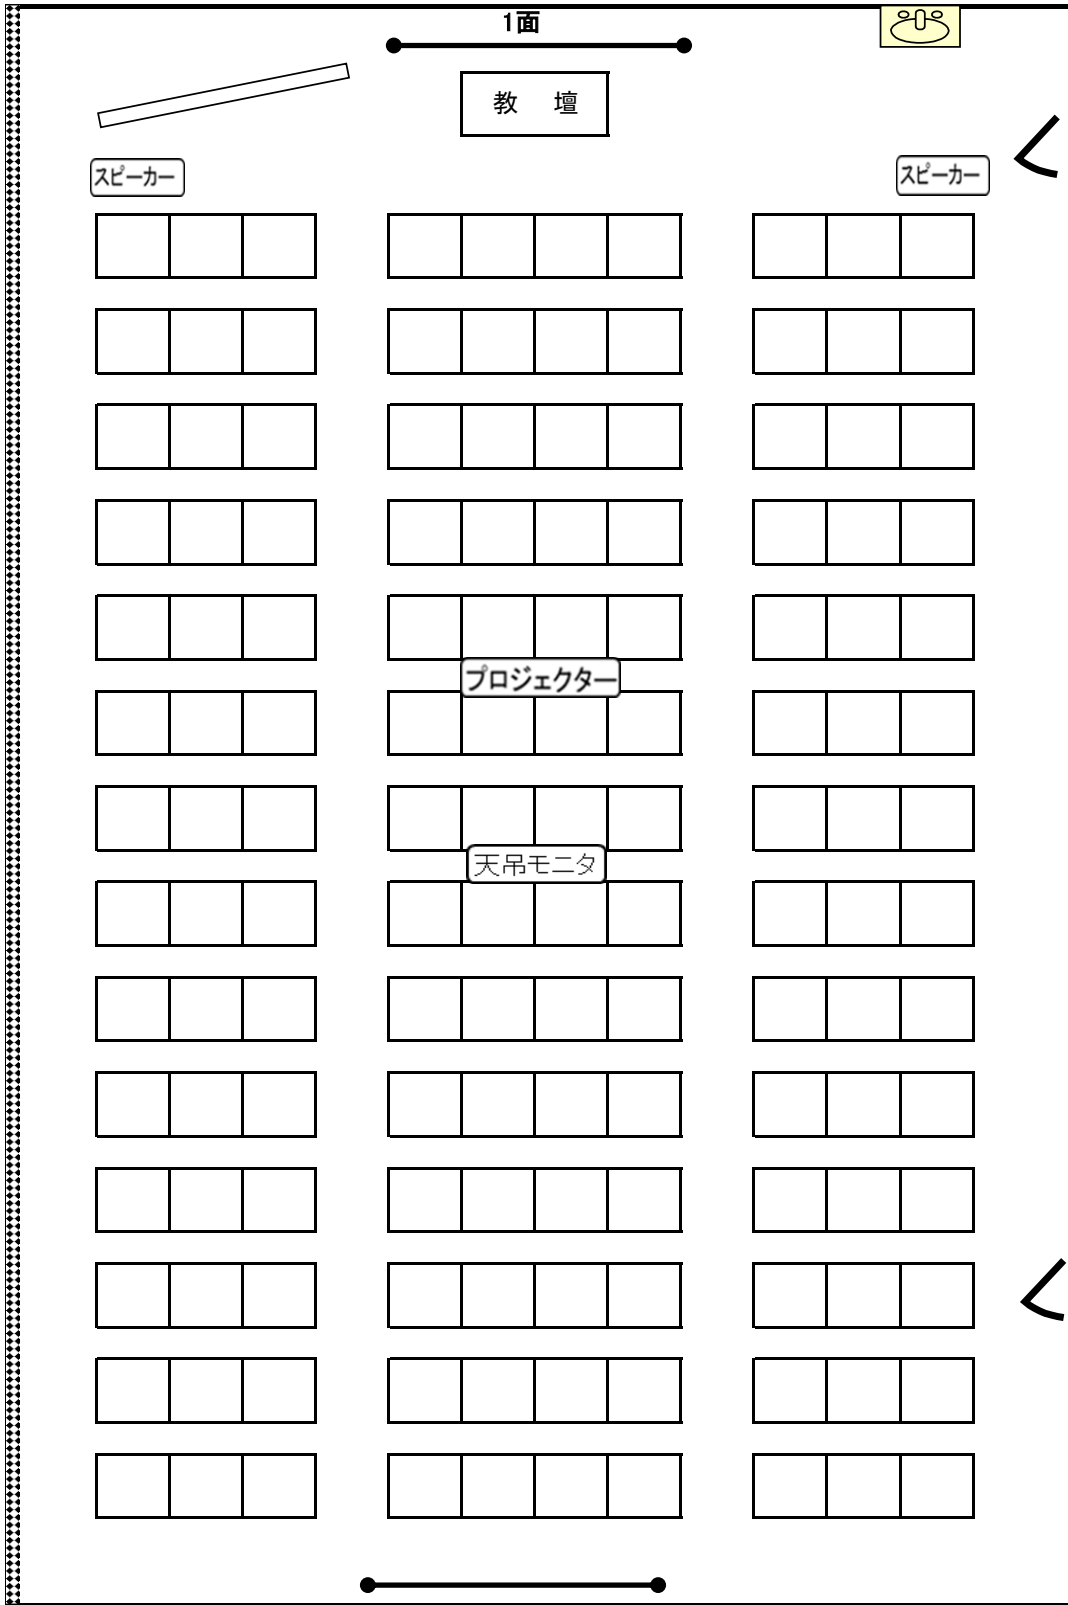 1面
教 壇
スピーカー
スピーカー
プロジェクター
天吊モニタ